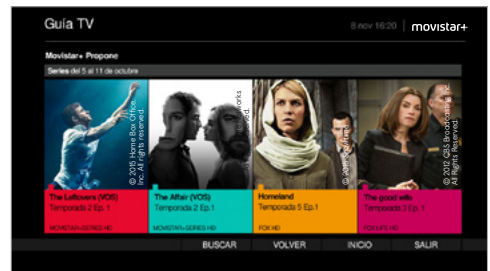 Guía TV
8 nov 16:20
movistar+
Movistar+ Propone
Series del 5 al 11 de octubre
© 2015 Home Box Office,
Inc. All rights reserved.
© 2012 CBS Broadcasting Inc.
All Rights Reserved.
The Leftovers (VOS)
Temporada 2 Ep. 1
MOVISTAR+SERIES HD
The Affair (VOS)
Temporada 2 Ep.1
MOVISTAR+SERIES HD
Homeland
Temporada 5 Ep.1
FOX HD
The good wife
Temporada 3 Ep. 1
FOX LIFE HD
BUSCAR
VOLVER
INICIO
SALIR